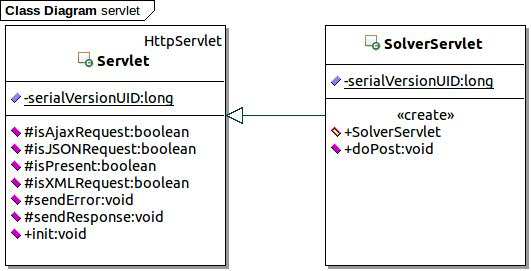 Class Diagram servlet
HttpServlet
Servlet
-serialVersionUID:long
#isAjaxRequest:boolean
#isJSONRequest:boolean
#isPresent:boolean
#isXMLRequest:boolean
#sendError:void
#sendResponse:void
+init:void
SolverServlet
-serialVersionUID:long
«create»
+SolverServlet
+doPost:void